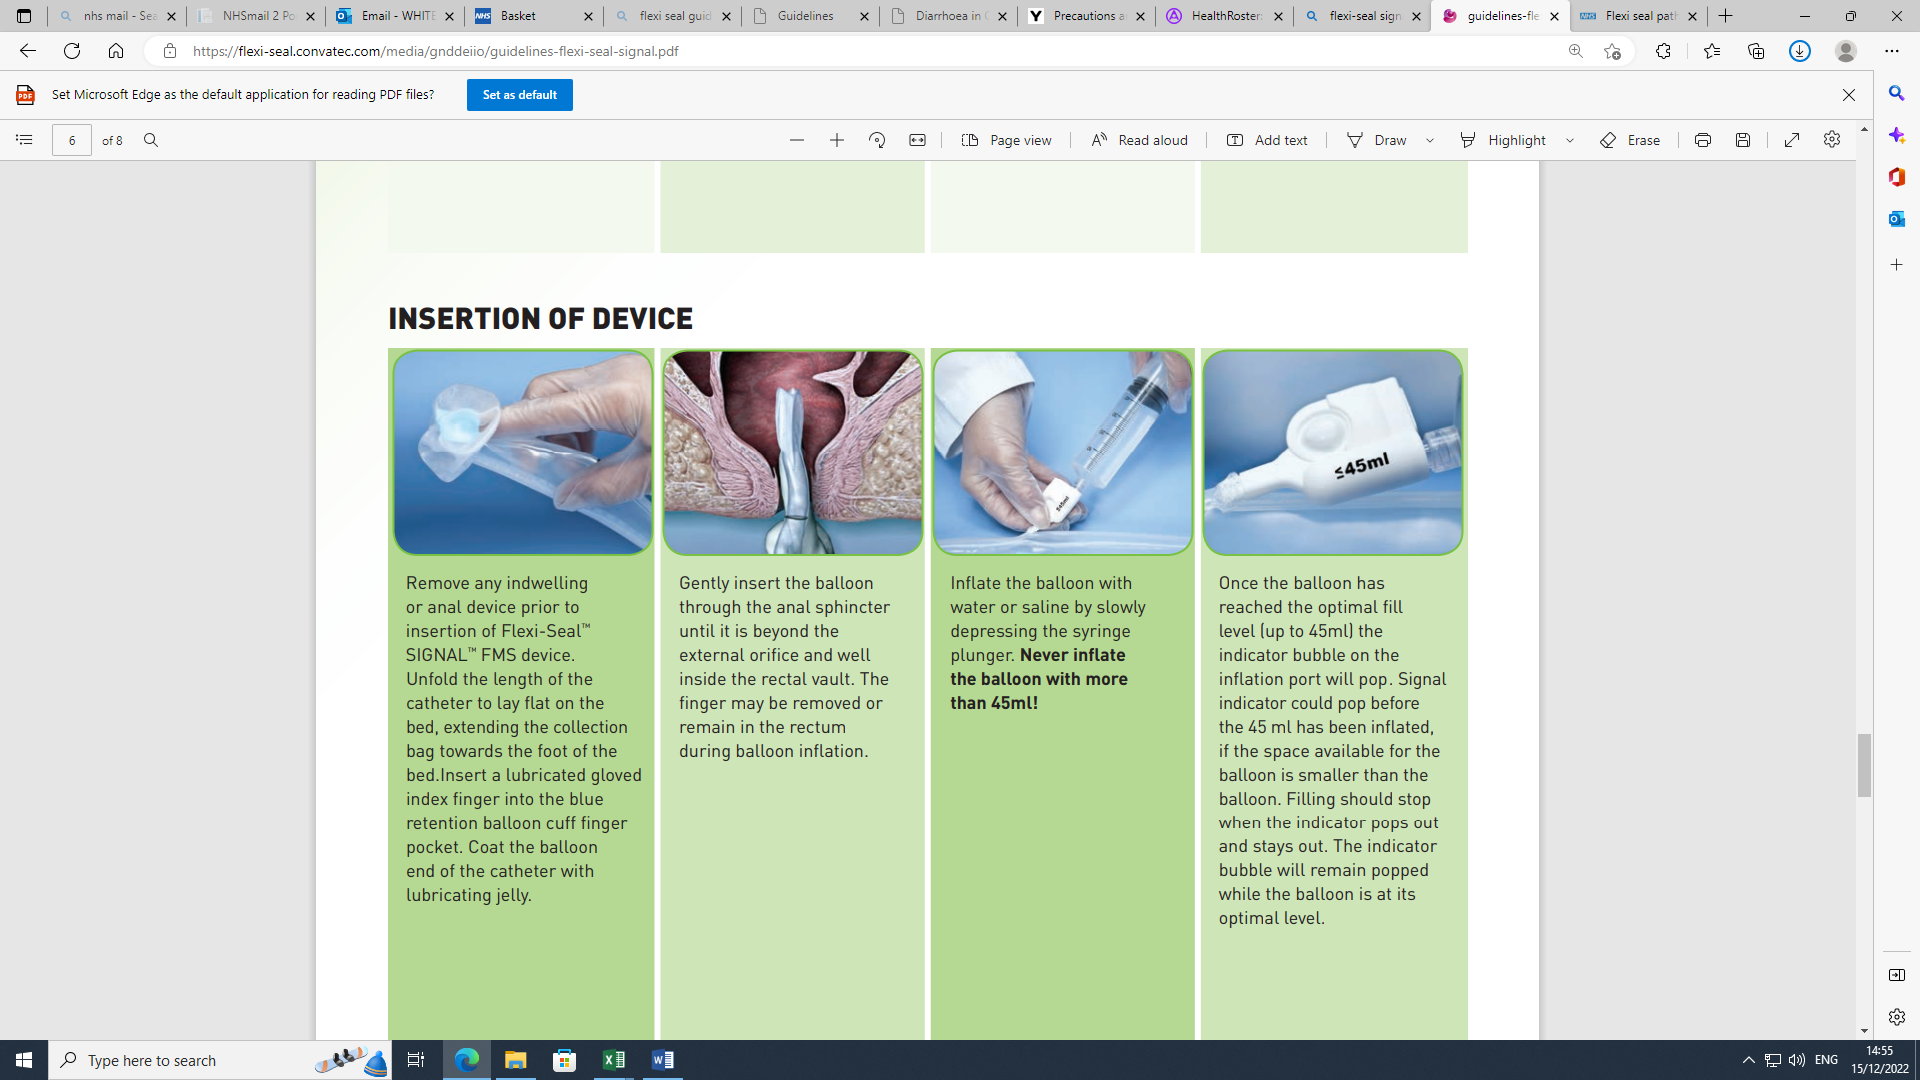 nhs mail - Sea
NHSmail 2 Po
Email - WHITE
NHS Basket
flexi seal guid
Guidelines
Diarrhoea in C
Y Precautions a
HealthRoster:
flexi-seal sign
guidelines-fle
NHS Flexi seal path
https://flexi-seal.convatec.com/media/gnddeiio/guidelines-flexi-seal-signal.pdf
PDF Set Microsoft Edge as the default application for reading PDF files? Set as default
6 of 8 Page view Read aloud Add text Draw Highlight Erase
INSERTION OF DEVICE
≤45ml
≤45ml
Remove any indwelling
or anal device prior to
insertion of Flexi-Seal™
SIGNAL™ FMS device.
Unfold the length of the
catheter to lay flat on the
bed, extending the collection
bag towards the foot of the
bed.Insert a lubricated gloved
index finger into the blue
retention balloon cuff finger
pocket. Coat the balloon
end of the catheter with
lubricating jelly.
Gently insert the balloon
through the anal sphincter
until it is beyond the
external orifice and well
inside the rectal vault. The
finger may be removed or
remain in the rectum
during balloon inflation.
Inflate the balloon with
water or saline by slowly
depressing the syringe
plunger. Never inflate
the balloon with more
than 45ml!
Once the balloon has
reached the optimal fill
level (up to 45ml) the
indicator bubble on the
inflation port will pop. Signal
indicator could pop before
the 45 ml has been inflated,
if the space available for the
balloon is smaller than the
balloon. Filling should stop
when the indicator pops out
and stays out. The indicator
bubble will remain popped
while the balloon is at its
optimal level.
Type here to search
ENG
14:55
15/12/2022